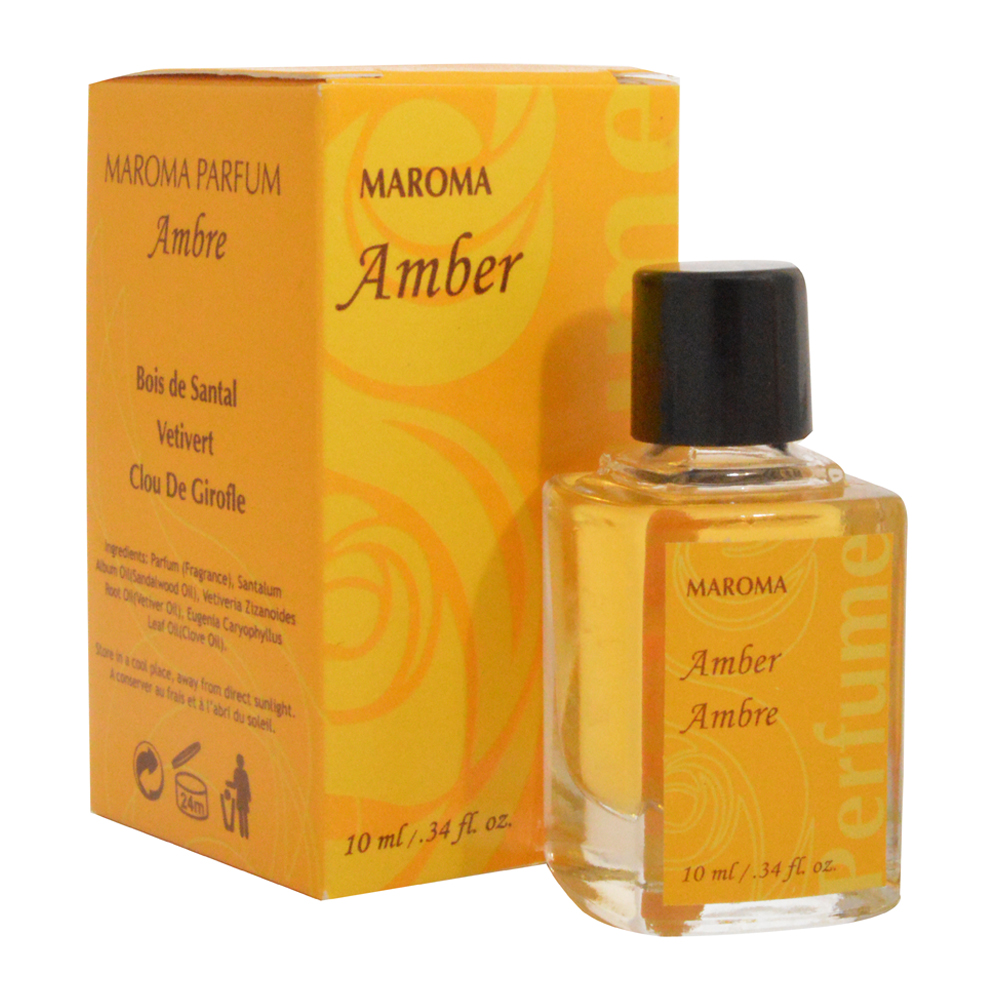 MAROMA PARFUM
Ambre
Bois de Santal
Vetivert
Clou De Girofle
Ingredients: Parfum (Fragrance), Santalum
Album Oil(Sandalwood Oil), Vetiveria Zizanoides
Root Oil(Vetiver Oil), Eugenia Caryophyllus
Leaf Oil(Clove Oil).
Store in a cool place, away from direct sunlight.
A conserver au frais et à l'abri du soleil.
24m
MAROMA
Amber
10 ml /.34 fl. oz.
ume
MAROMA
Amber
Ambre
10 ml /.34 fl. oz.
Perfume